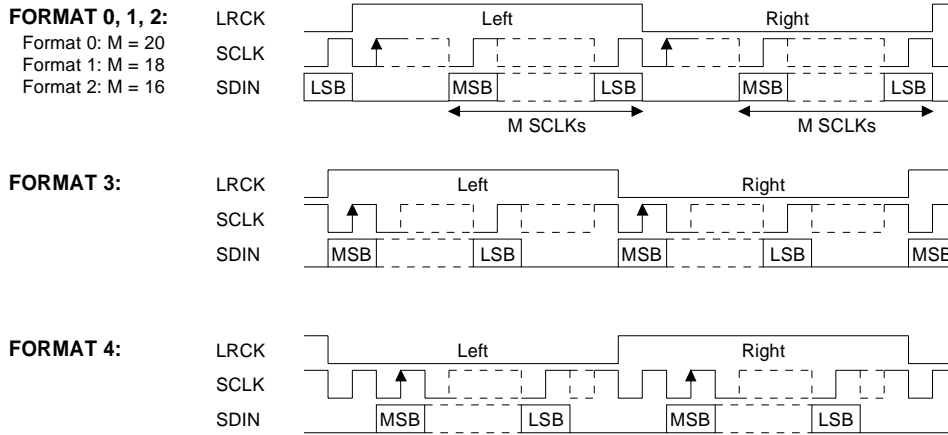 FORMAT 0, 1, 2: LRCK Left Right
Format 0: M = 20
Format 1: M = 18
Format 2: M = 16
SCLK
SDIN LSB MSB LSB MSB LSB
M SCLKs M SCLKs
FORMAT 3: LRCK Left Right
SCLK
SDIN MSB LSB MSB LSB MSB
FORMAT 4: LRCK Left Right
SCLK
SDIN MSB LSB MSB LSB